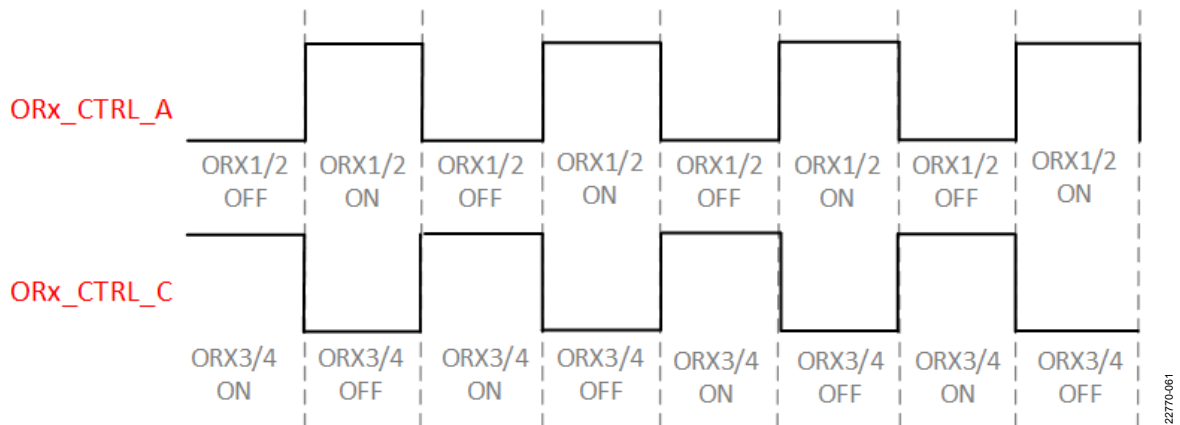 ORx_CTRL_A
ORX1/2 ORX1/2 ORX1/2 ORX1/2 ORX1/2 ORX1/2 ORX1/2 ORX1/2
OFF ON OFF ON OFF ON OFF ON
ORx_CTRL_C
ORX3/4 ORX3/4 ORX3/4 ORX3/4 ORX3/4 ORX3/4 ORX3/4 ORX3/4
ON OFF ON OFF ON OFF ON OFF
22770-061